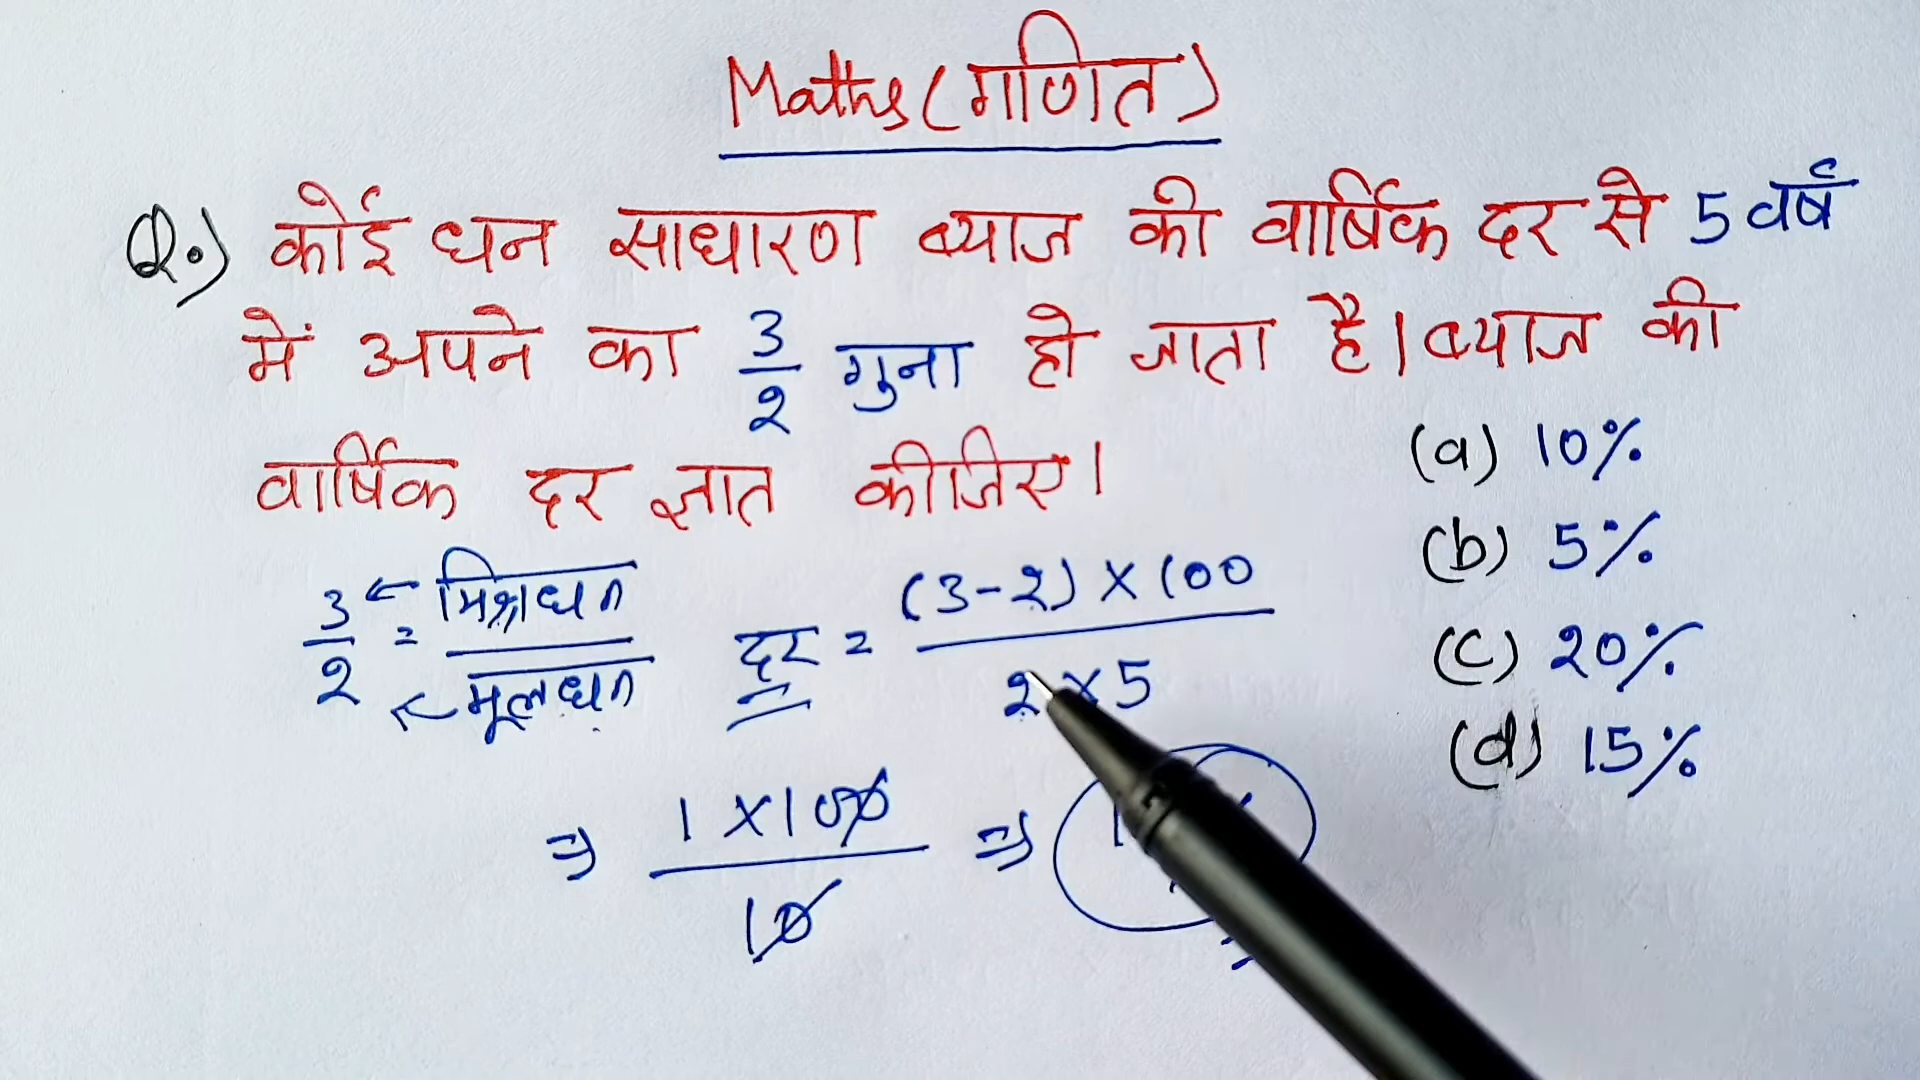 Maths (गणित)
Q.) कोई धन साधारण ब्याज की वार्षिक दर से 5 वर्ष
में अपने का 3/2 गुना हो जाता है। ब्याज की
वार्षिक दर ज्ञात कीजिए।
(a) 10%
(b) 5%
(c) 20%
(d) 15%
3/2 = मिश्रधन/मूलधन
दर = (3-2) × 100 / 2 × 5
⇒ 1 × 100 / 10 ⇒